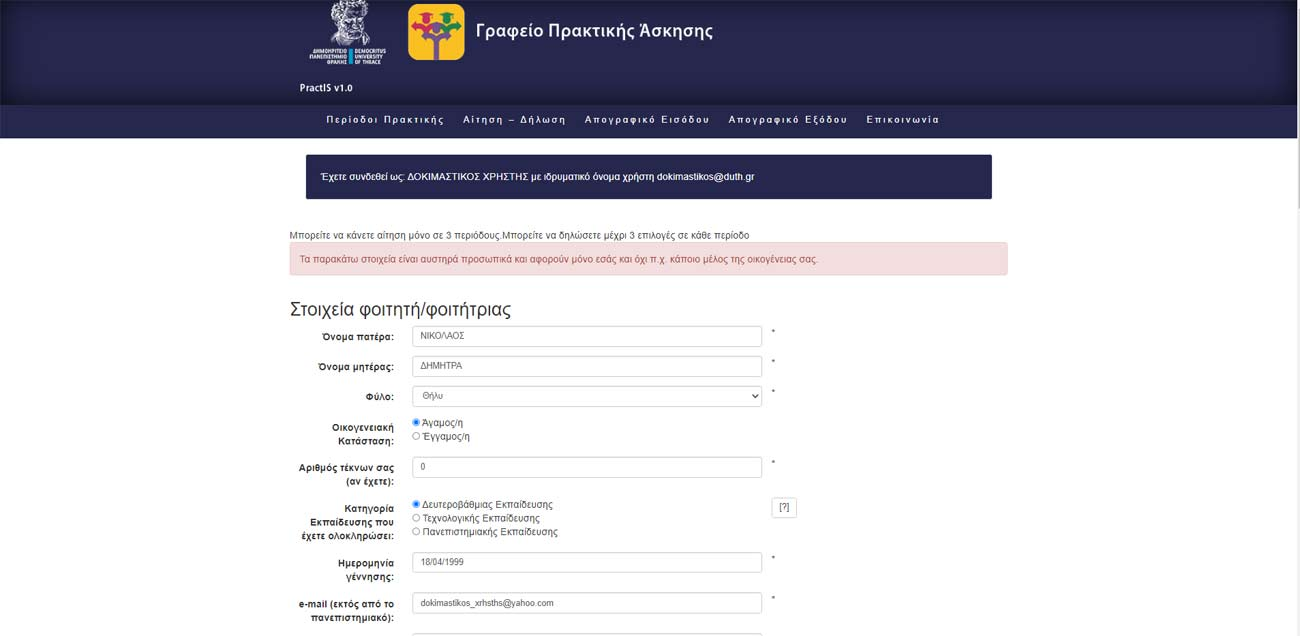 ΔΗΜΟΚΡΙΤΕΙΟ
ΠΑΝΕΠΙΣΤΗΜΙΟ
ΘΡΑΚΗΣ
DEMOCRITUS
UNIVERSITY
OF THRACE
Γραφείο Πρακτικής Άσκησης
PractIS v1.0
Περίοδοι Πρακτικής Αίτηση – Δήλωση Απογραφικό Εισόδου Απογραφικό Εξόδου Επικοινωνία
Έχετε συνδεθεί ως: ΔΟΚΙΜΑΣΤΙΚΟΣ ΧΡΗΣΤΗΣ με ιδρυματικό όνομα χρήστη dokimastikos@duth.gr
Μπορείτε να κάνετε αίτηση μόνο σε 3 περιόδους.Μπορείτε να δηλώσετε μέχρι 3 επιλογές σε κάθε περίοδο
Τα παρακάτω στοιχεία είναι αυστηρά προσωπικά και αφορούν μόνο εσάς και όχι π.χ. κάποιο μέλος της οικογένειας σας.
Στοιχεία φοιτητή/φοιτήτριας
Όνομα πατέρα: ΝΙΚΟΛΑΟΣ *
Όνομα μητέρας: ΔΗΜΗΤΡΑ *
Φύλο: Θήλυ *
Οικογενειακή
Κατάσταση:
Άγαμος/η
Έγγαμος/η
Αριθμός τέκνων σας
(αν έχετε):
0 *
Κατηγορία
Εκπαίδευσης που
έχετε ολοκληρώσει:
Δευτεροβάθμιας Εκπαίδευσης [?]
Τεχνολογικής Εκπαίδευσης
Πανεπιστημιακής Εκπαίδευσης
Ημερομηνία
γέννησης:
18/04/1999 *
e-mail (εκτός από το
πανεπιστημιακό):
dokimastikos_xrhsths@yahoo.com *